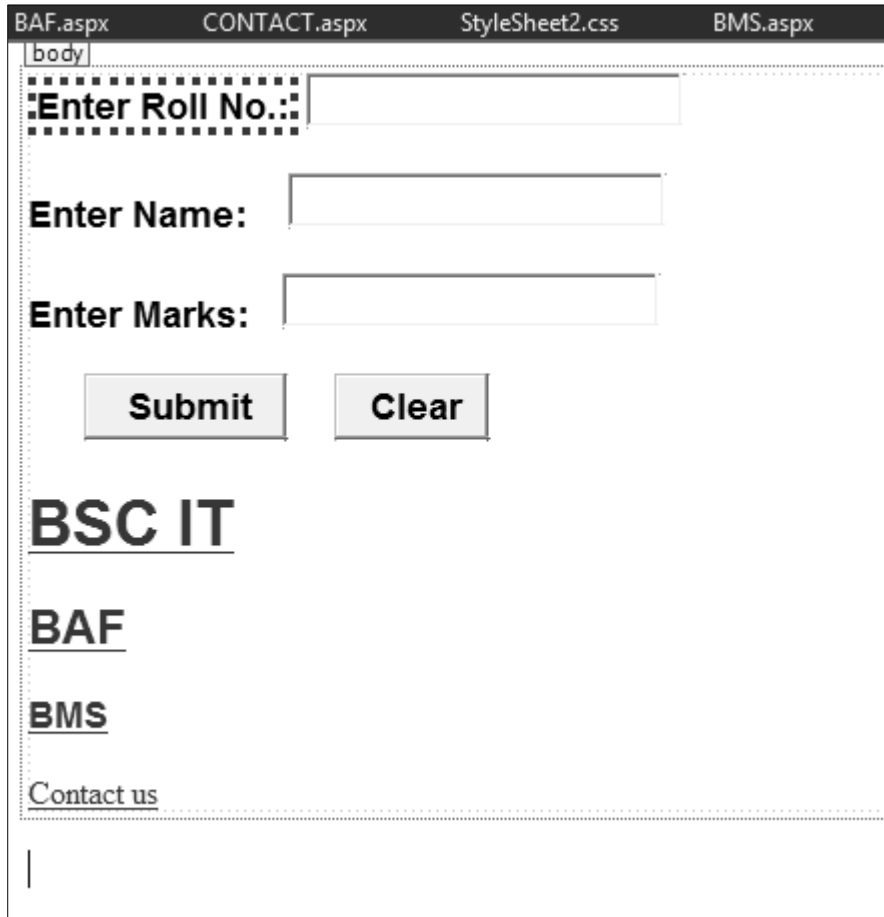 BAF.aspx CONTACT.aspx StyleSheet2.css BMS.aspx
body
Enter Roll No.:
Enter Name:
Enter Marks:
Submit Clear
BSC IT
BAF
BMS
Contact us